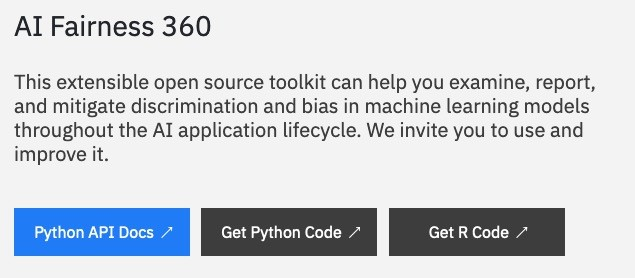 AI Fairness 360
This extensible open source toolkit can help you examine, report,
and mitigate discrimination and bias in machine learning models
throughout the AI application lifecycle. We invite you to use and
improve it.
Python API Docs ↗ Get Python Code ↗ Get R Code ↗